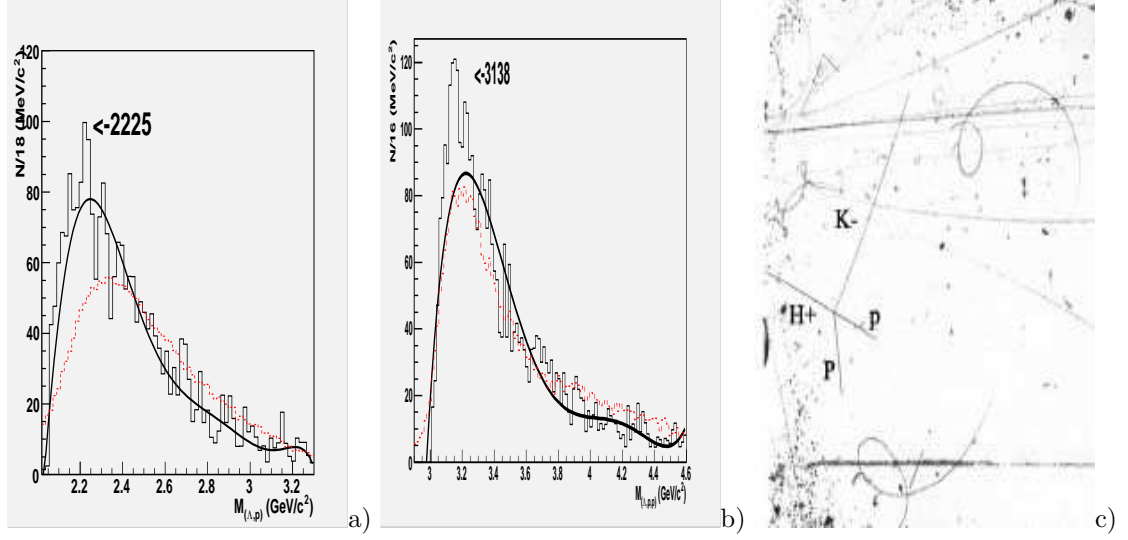 N/18 (MeV/c²)
120
100
80
60
40
20
0
<-2225
2.2 2.4 2.6 2.8 3 3.2
M(Λ,p) (GeV/c²)
a)
N/16 (MeV/c²)
120
100
80
60
40
20
0
<-3138
3 3.2 3.4 3.6 3.8 4 4.2 4.4 4.6
M(Λ,p,p) (GeV/c²)
b)
K-
H+ p
p
c)